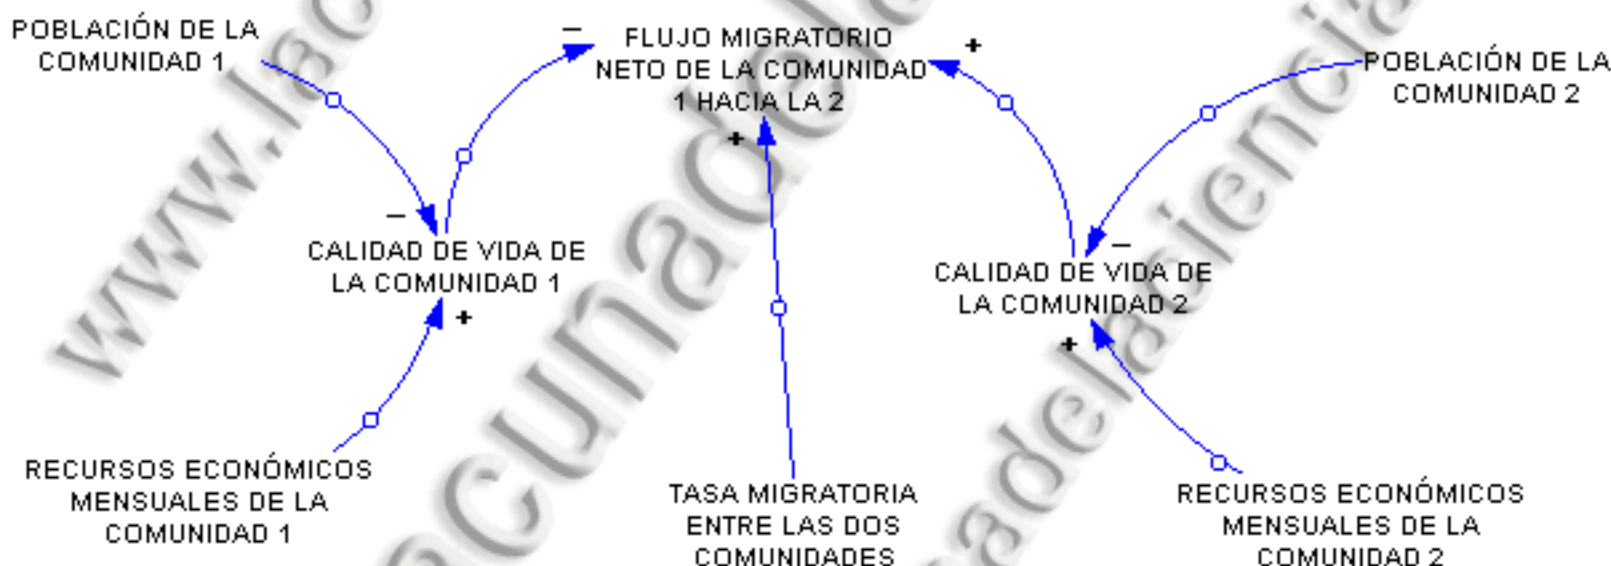 POBLACIÓN DE LA
COMUNIDAD 1
−
FLUJO MIGRATORIO
NETO DE LA COMUNIDAD
1 HACIA LA 2
+
+
POBLACIÓN DE LA
COMUNIDAD 2
−
CALIDAD DE VIDA DE
LA COMUNIDAD 1
+
−
CALIDAD DE VIDA DE
LA COMUNIDAD 2
+
RECURSOS ECONÓMICOS
MENSUALES DE LA
COMUNIDAD 1
TASA MIGRATORIA
ENTRE LAS DOS
COMUNIDADES
RECURSOS ECONÓMICOS
MENSUALES DE LA
COMUNIDAD 2